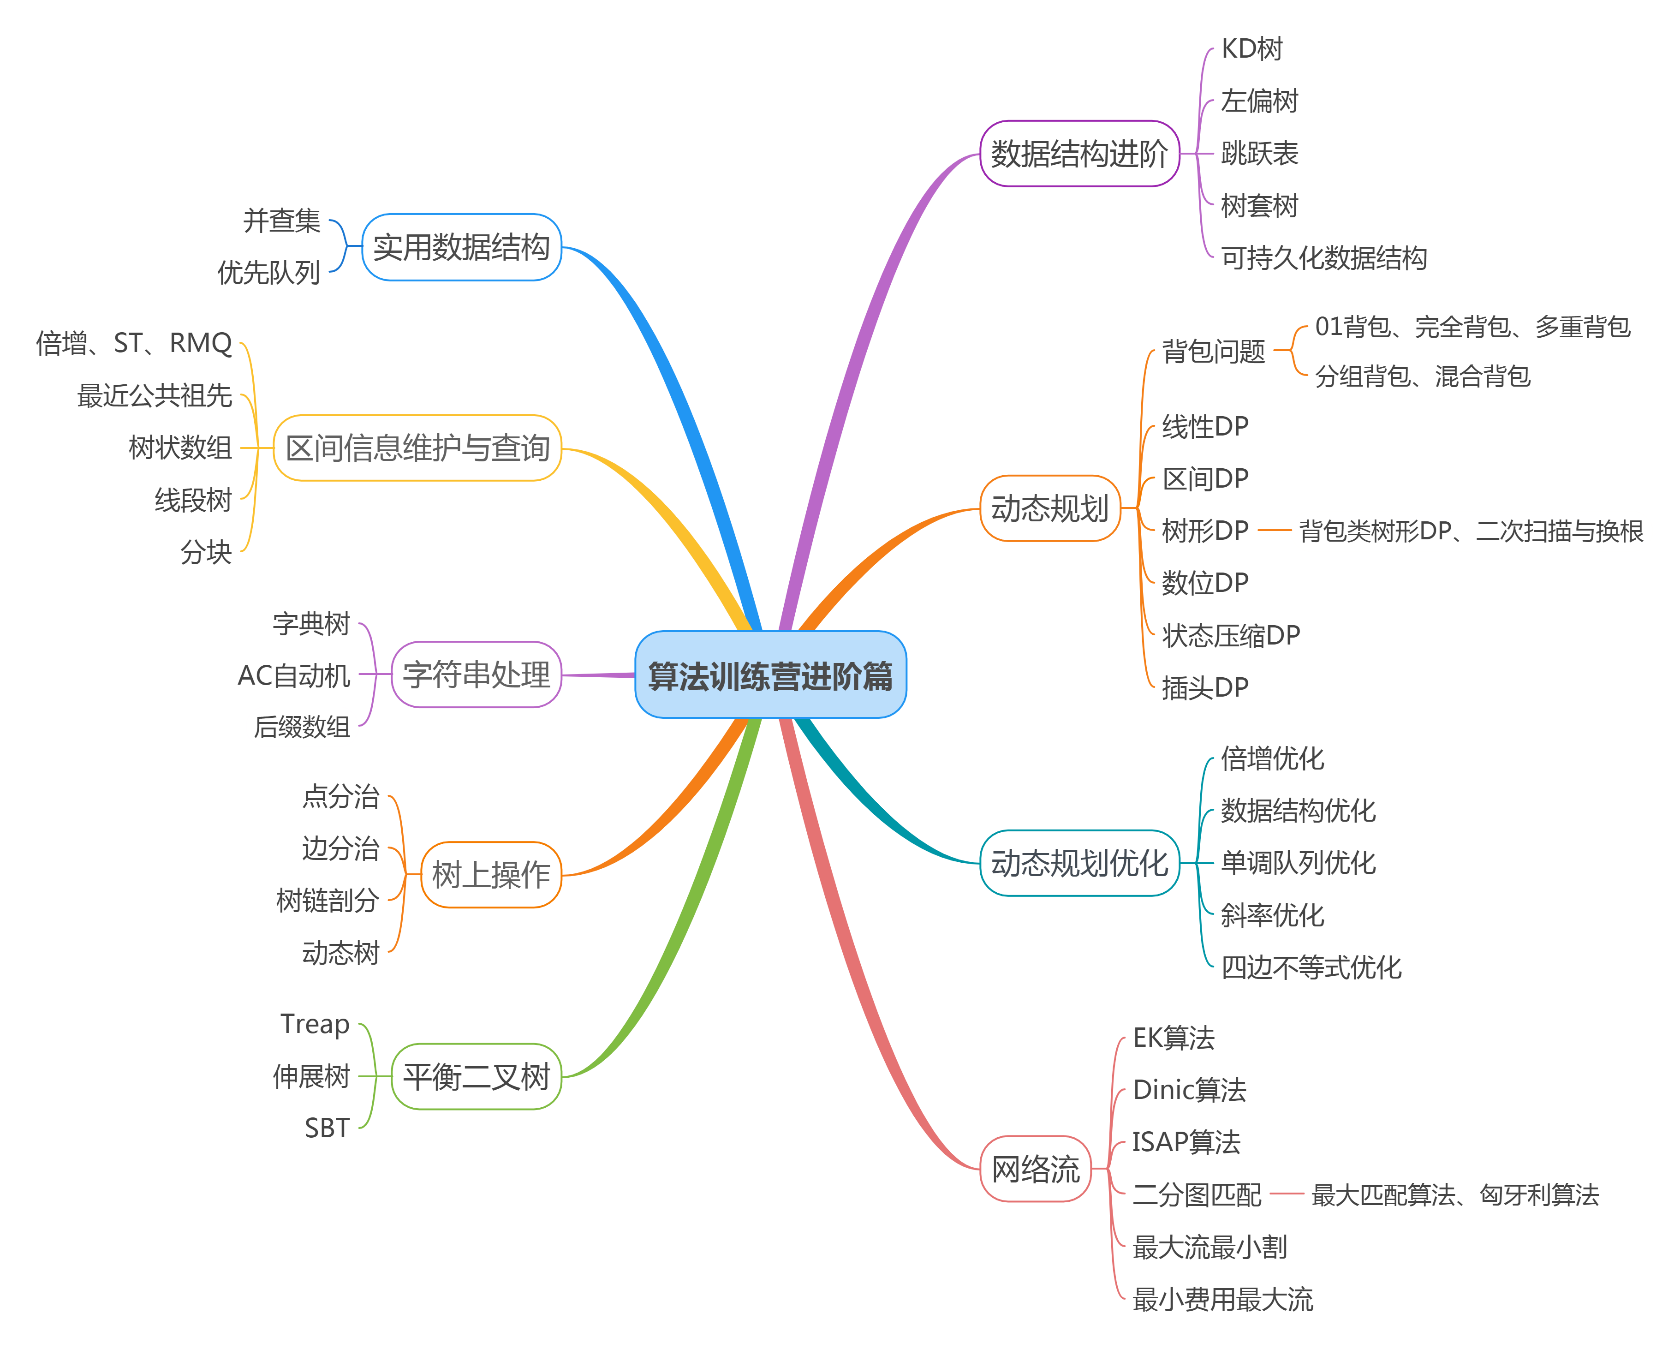 算法训练营进阶篇
实用数据结构
并查集
优先队列
区间信息维护与查询
倍增、ST、RMQ
最近公共祖先
树状数组
线段树
分块
字符串处理
字典树
AC自动机
后缀数组
树上操作
点分治
边分治
树链剖分
动态树
平衡二叉树
Treap
伸展树
SBT
数据结构进阶
KD树
左偏树
跳跃表
树套树
可持久化数据结构
动态规划
背包问题
01背包、完全背包、多重背包
分组背包、混合背包
线性DP
区间DP
树形DP
背包类树形DP、二次扫描与换根
数位DP
状态压缩DP
插头DP
动态规划优化
倍增优化
数据结构优化
单调队列优化
斜率优化
四边不等式优化
网络流
EK算法
Dinic算法
ISAP算法
二分图匹配
最大匹配算法、匈牙利算法
最大流最小割
最小费用最大流